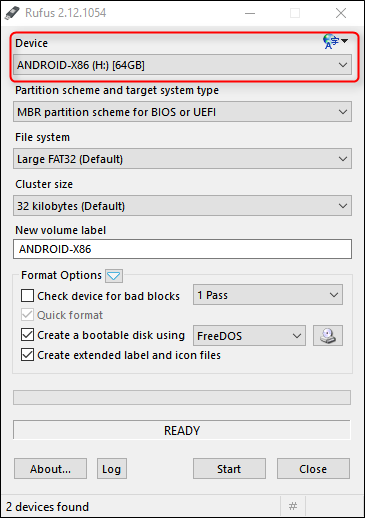 Rufus 2.12.1054
Device
ANDROID-X86 (H:) [64GB]
Partition scheme and target system type
MBR partition scheme for BIOS or UEFI
File system
Large FAT32 (Default)
Cluster size
32 kilobytes (Default)
New volume label
ANDROID-X86
Format Options
Check device for bad blocks 1 Pass
Quick format
Create a bootable disk using FreeDOS
Create extended label and icon files
READY
About... Log Start Close
2 devices found #